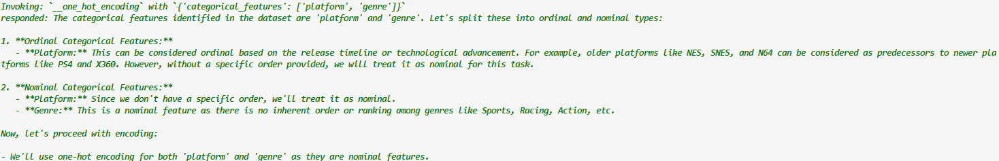 Invoking: `__one_hot_encoding` with `{'categorical_features': ['platform', 'genre']}`
responded: The categorical features identified in the dataset are 'platform' and 'genre'. Let's split these into ordinal and nominal types:
1. **Ordinal Categorical Features:**
- **Platform:** This can be considered ordinal based on the release timeline or technological advancement. For example, older platforms like NES, SNES, and N64 can be considered as predecessors to newer pla
tforms like PS4 and X360. However, without a specific order provided, we will treat it as nominal for this task.
2. **Nominal Categorical Features:**
- **Platform:** Since we don't have a specific order, we'll treat it as nominal.
- **Genre:** This is a nominal feature as there is no inherent order or ranking among genres like Sports, Racing, Action, etc.
Now, let's proceed with encoding:
- We'll use one-hot encoding for both 'platform' and 'genre' as they are nominal features.